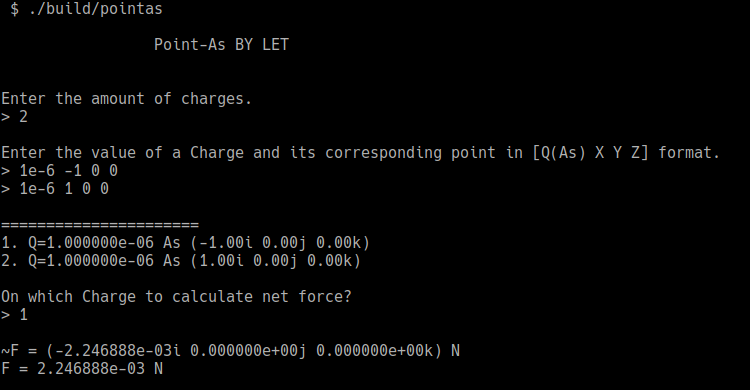 $ ./build/pointas
Point-As BY LET
Enter the amount of charges.
> 2
Enter the value of a Charge and its corresponding point in [Q(As) X Y Z] format.
> 1e-6 -1 0 0
> 1e-6 1 0 0
======================
1. Q=1.000000e-06 As (-1.00i 0.00j 0.00k)
2. Q=1.000000e-06 As (1.00i 0.00j 0.00k)
On which Charge to calculate net force?
> 1
~F = (-2.246888e-03i 0.000000e+00j 0.000000e+00k) N
F = 2.246888e-03 N